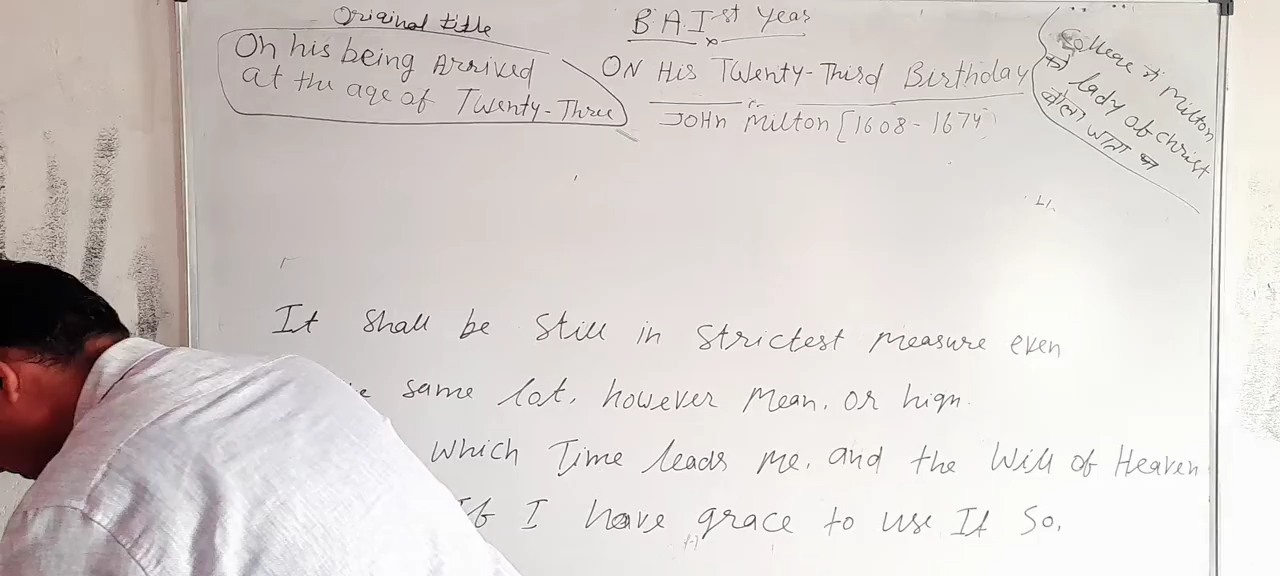 Original title
On his being Arrived
at the age of Twenty-Three
B.A.Ist Year
ON His TWenty-Third Birthday
JOHn Milton [1608-1674]
College में Milton
को lady of Christ
बोला जाता था
It Shall be Still in Strictest measure even
same lot, however Mean, or high
Which Time leads me, and the Will of Heaven
If I have grace to use It So,